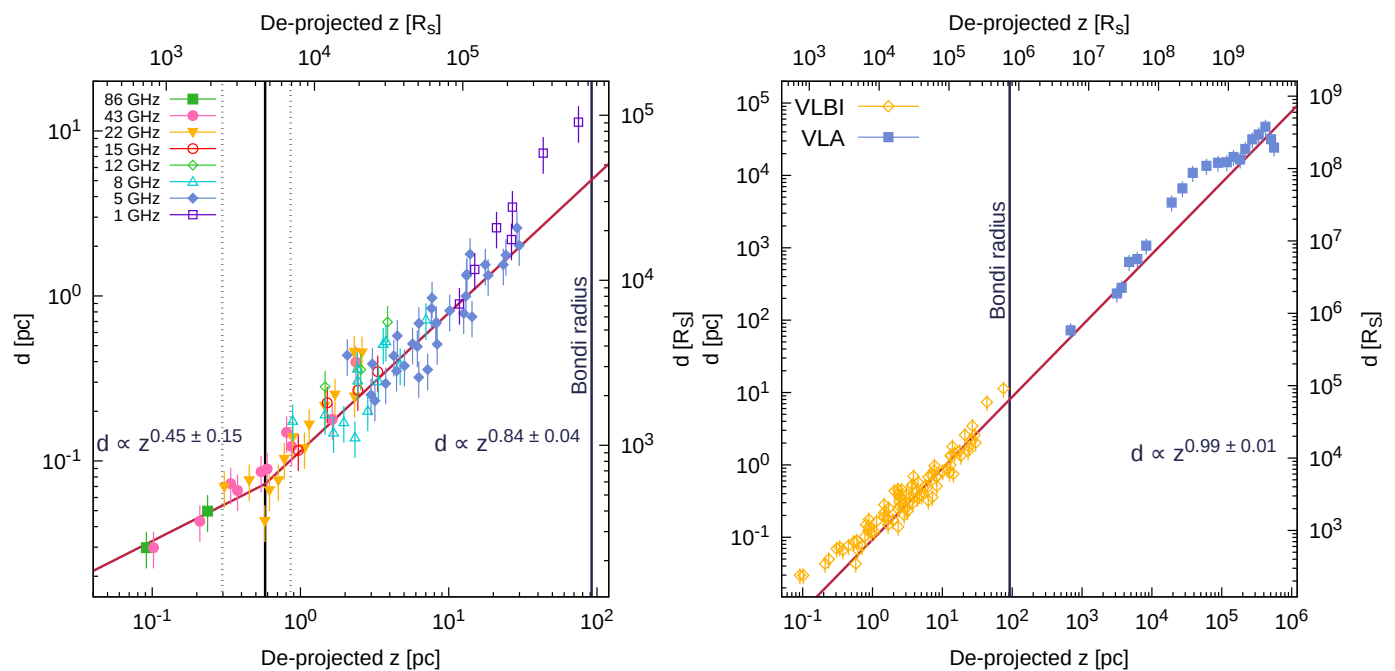 De-projected z [R_S]
10^3 10^4 10^5
10^1
10^0
10^-1
86 GHz
43 GHz
22 GHz
15 GHz
12 GHz
8 GHz
5 GHz
1 GHz
d ∝ z^0.45 ± 0.15
d ∝ z^0.84 ± 0.04
Bondi radius
d [pc]
10^5
10^4
10^3
d [R_S]
10^-1 10^0 10^1 10^2
De-projected z [pc]
De-projected z [R_S]
10^3 10^4 10^5 10^6 10^7 10^8 10^9
10^5
10^4
10^3
10^2
10^1
10^0
10^-1
VLBI
VLA
Bondi radius
d ∝ z^0.99 ± 0.01
d [pc]
10^9
10^8
10^7
10^6
10^5
10^4
10^3
d [R_S]
10^-1 10^0 10^1 10^2 10^3 10^4 10^5 10^6
De-projected z [pc]